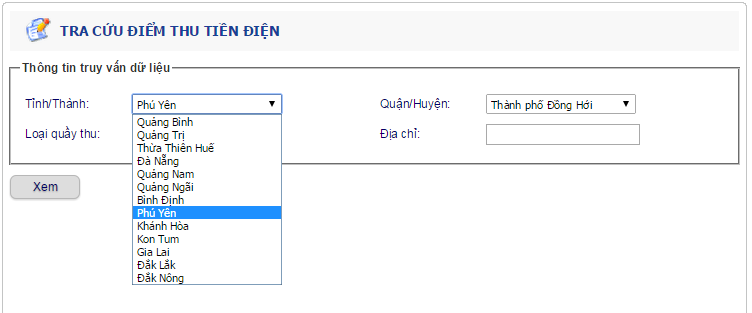 TRA CỨU ĐIỂM THU TIỀN ĐIỆN
Thông tin truy vấn dữ liệu
Tỉnh/Thành: Phú Yên Quận/Huyện: Thành phố Đồng Hới
Loại quầy thu: Địa chỉ:
Quảng Bình
Quảng Trị
Thừa Thiên Huế
Đà Nẵng
Quảng Nam
Quảng Ngãi
Bình Định
Phú Yên
Khánh Hòa
Kon Tum
Gia Lai
Đắk Lắk
Đắk Nông
Xem